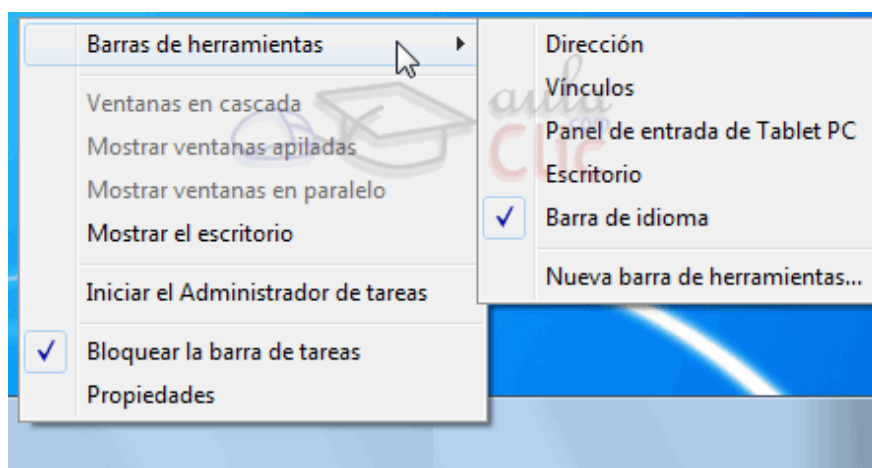 Barras de herramientas
Ventanas en cascada
Mostrar ventanas apiladas
Mostrar ventanas en paralelo
Mostrar el escritorio
Iniciar el Administrador de tareas
Bloquear la barra de tareas
Propiedades
Dirección
Vínculos
Panel de entrada de Tablet PC
Escritorio
Barra de idioma
Nueva barra de herramientas...
aula
Clic
com